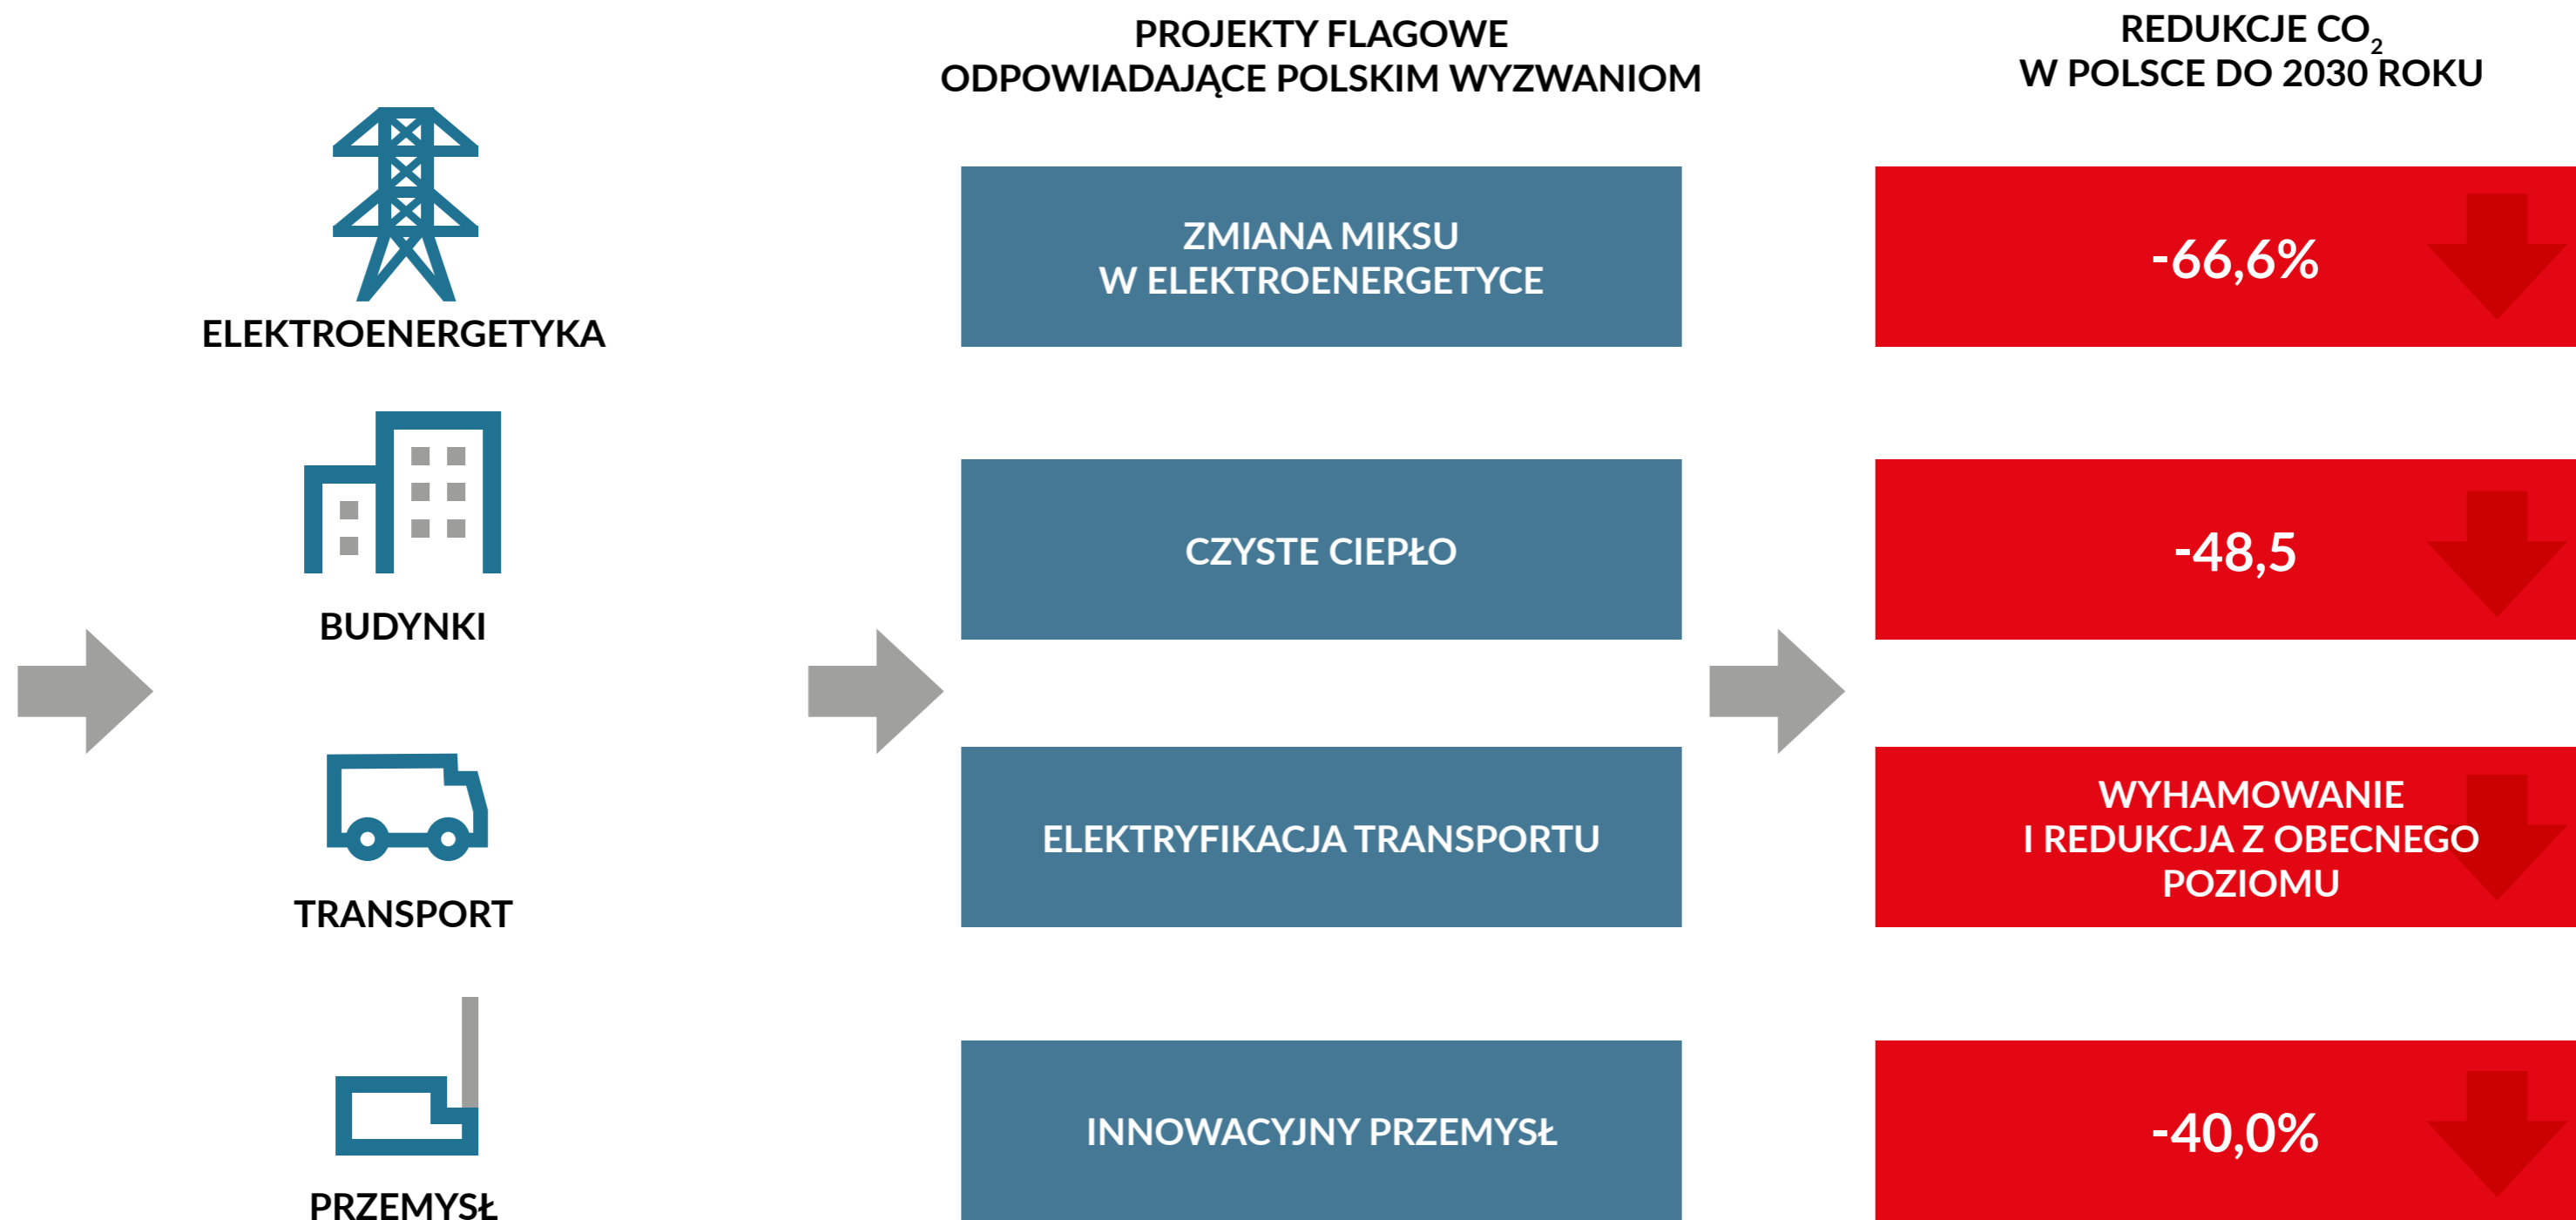 PROJEKTY FLAGOWE
ODPOWIADAJĄCE POLSKIM WYZWANIOM
REDUKCJE CO₂
W POLSCE DO 2030 ROKU
ELEKTROENERGETYKA
ZMIANA MIKSU
W ELEKTROENERGETYCE
-66,6%
BUDYNKI
CZYSTE CIEPŁO
-48,5
TRANSPORT
ELEKTRYFIKACJA TRANSPORTU
WYHAMOWANIE
I REDUKCJA Z OBECNEGO
POZIOMU
PRZEMYSŁ
INNOWACYJNY PRZEMYSŁ
-40,0%